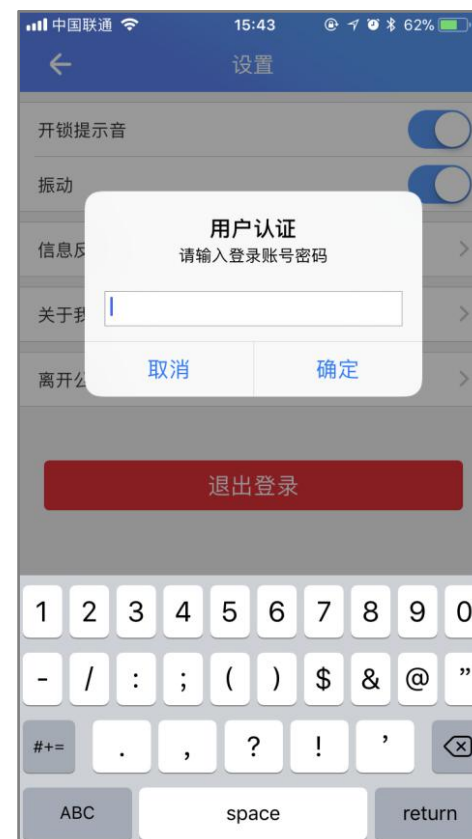 中国联通 15:43 62%
设置
开锁提示音
振动
用户认证
信息反
请输入登录账号密码
关于我
取消 确定
离开公
退出登录
1 2 3 4 5 6 7 8 9 0
- / : ; ( ) $ & @ ”
#+= . , ? ! ’
ABC space return